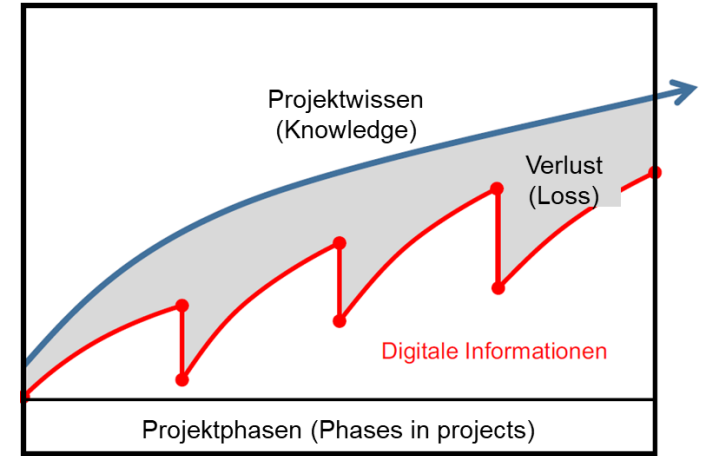 Projektwissen
(Knowledge)
Verlust
(Loss)
Digitale Informationen
Projektphasen (Phases in projects)